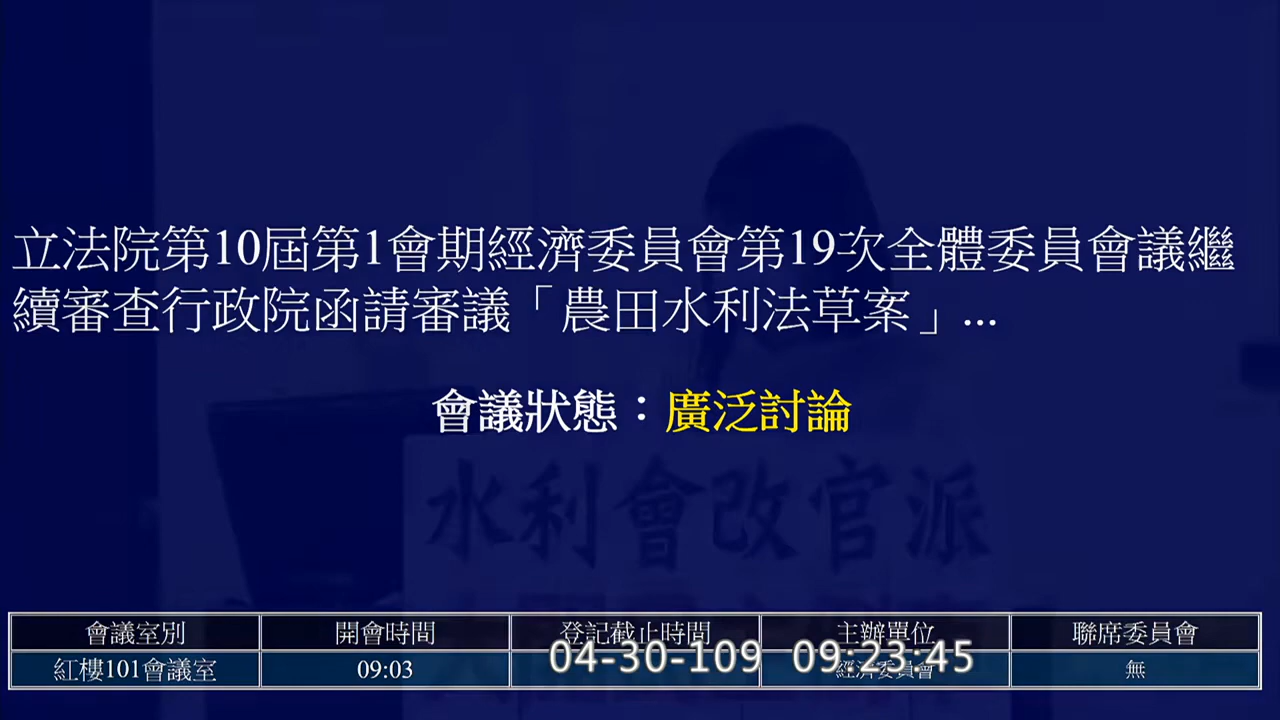 立法院第10屆第1會期經濟委員會第19次全體委員會議繼
續審查行政院函請審議「農田水利法草案」...
會議狀態：廣泛討論
水利會改官派
會議室別 開會時間 登記截止時間 主辦單位 聯席委員會
紅樓101會議室 09:03 經濟委員會 無
04-30-109 09:23:45